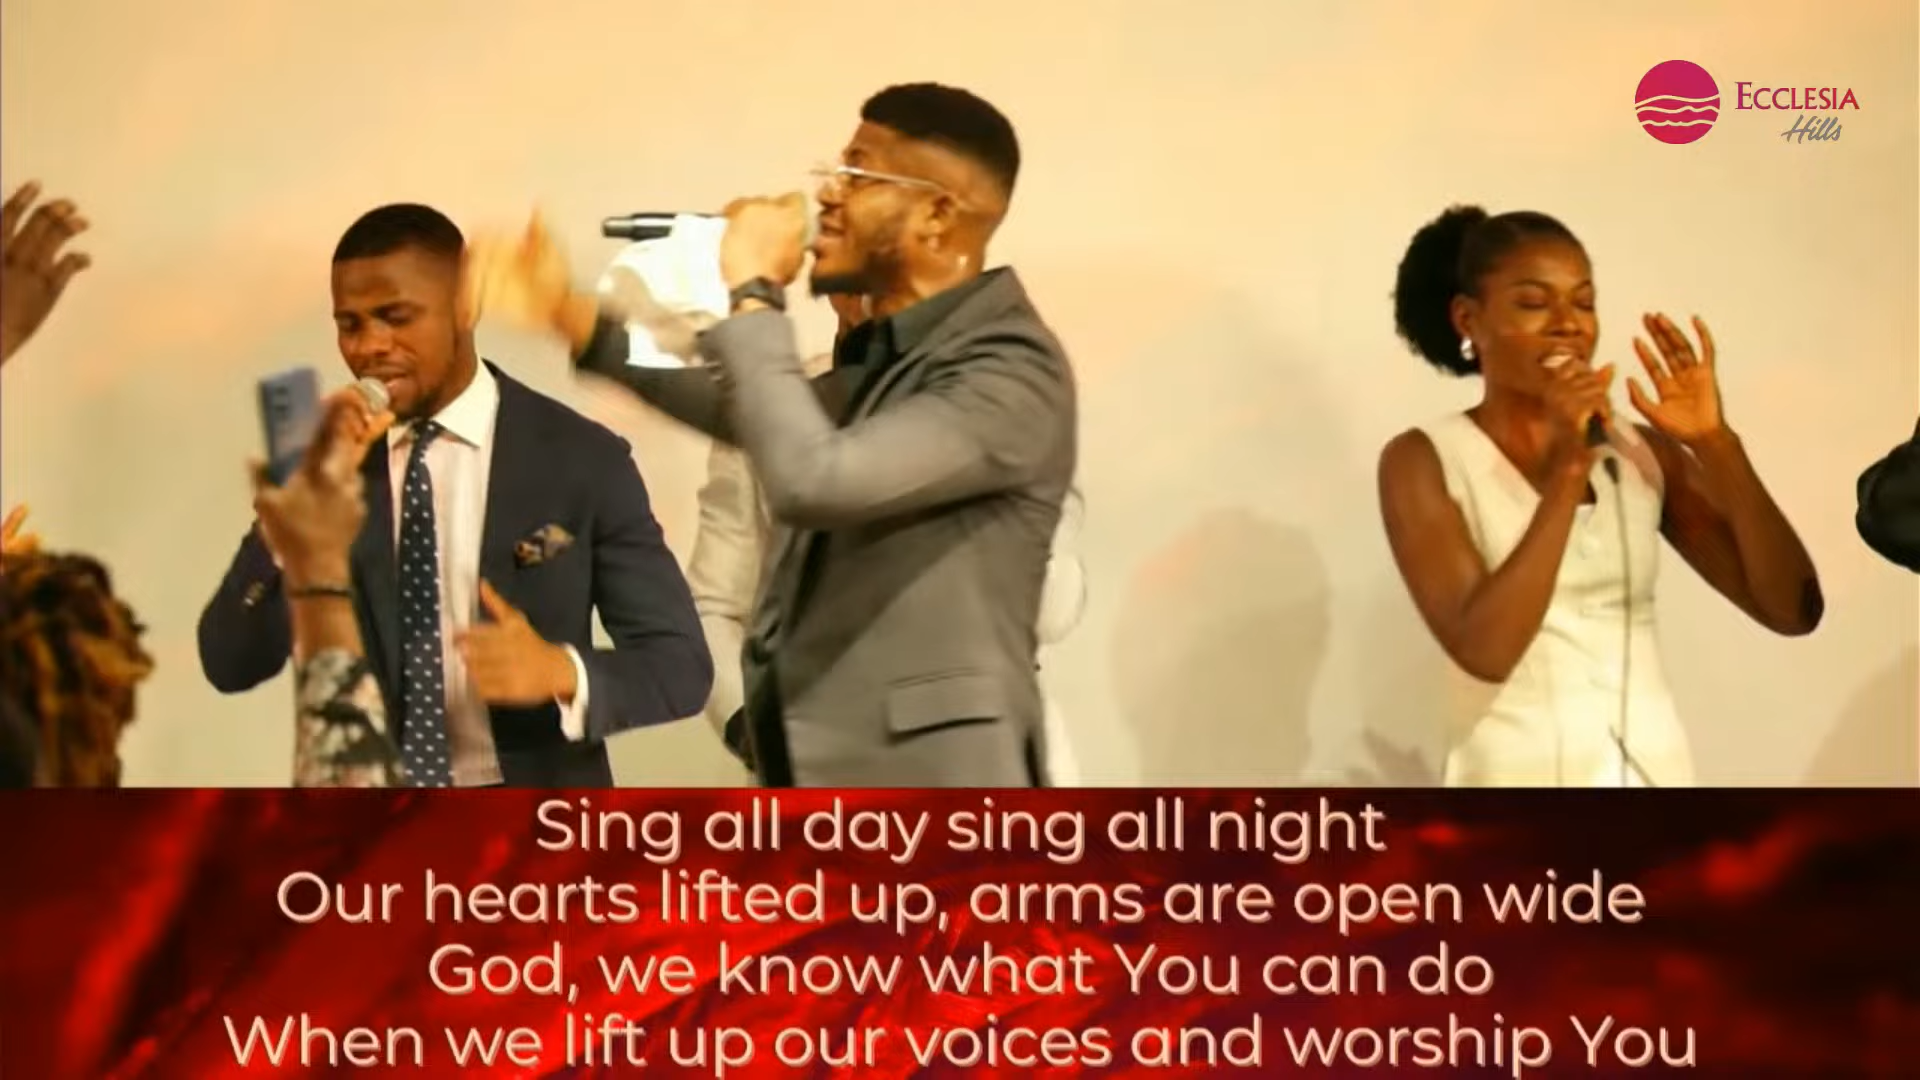 ECCLESIA
Hills
Sing all day sing all night
Our hearts lifted up, arms are open wide
God, we know what You can do
When we lift up our voices and worship You